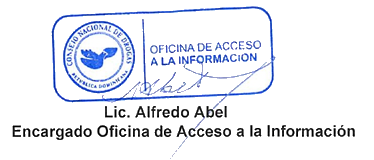 CONSEJO NACIONAL DE DROGAS
REPUBLICA DOMINICANA
OFICINA DE ACCESO
A LA INFORMACION
Abel
Lic. Alfredo Abel
Encargado Oficina de Acceso a la Información